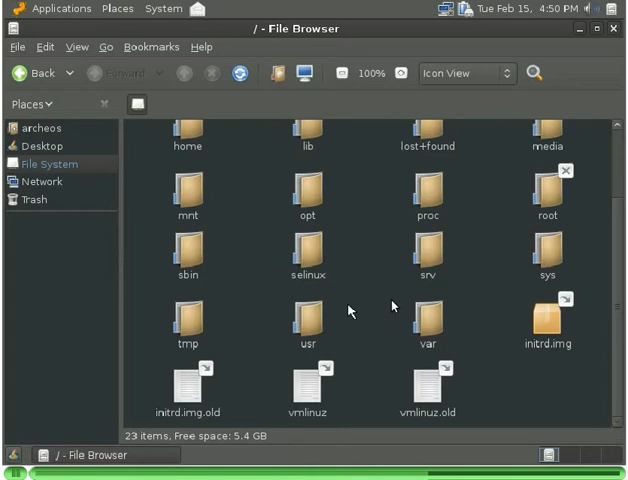 Applications Places System Tue Feb 15, 4:50 PM
/ - File Browser
File Edit View Go Bookmarks Help
Back Forward 100% Icon View
Places
archeos
Desktop
File System
Network
Trash
home lib lost+found media
mnt opt proc root
sbin selinux srv sys
tmp usr var initrd.img
initrd.img.old vmlinuz vmlinuz.old
23 items, Free space: 5.4 GB
/ - File Browser